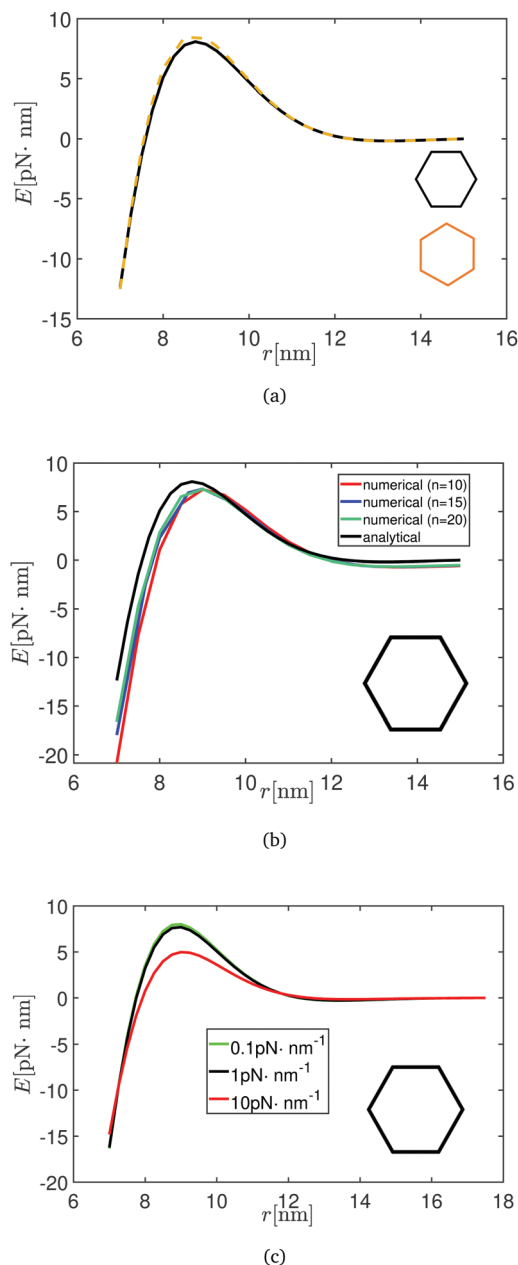 10
5
0
-5
-10
-15
E[pN· nm]
6 8 10 12 14 16
r[nm]
(a)
10
5
0
-5
-10
-15
-20
E[pN· nm]
numerical (n=10)
numerical (n=15)
numerical (n=20)
analytical
6 8 10 12 14 16
r[nm]
(b)
10
5
0
-5
-10
-15
-20
E[pN· nm]
0.1pN· nm⁻¹
1pN· nm⁻¹
10pN· nm⁻¹
6 8 10 12 14 16 18
r[nm]
(c)